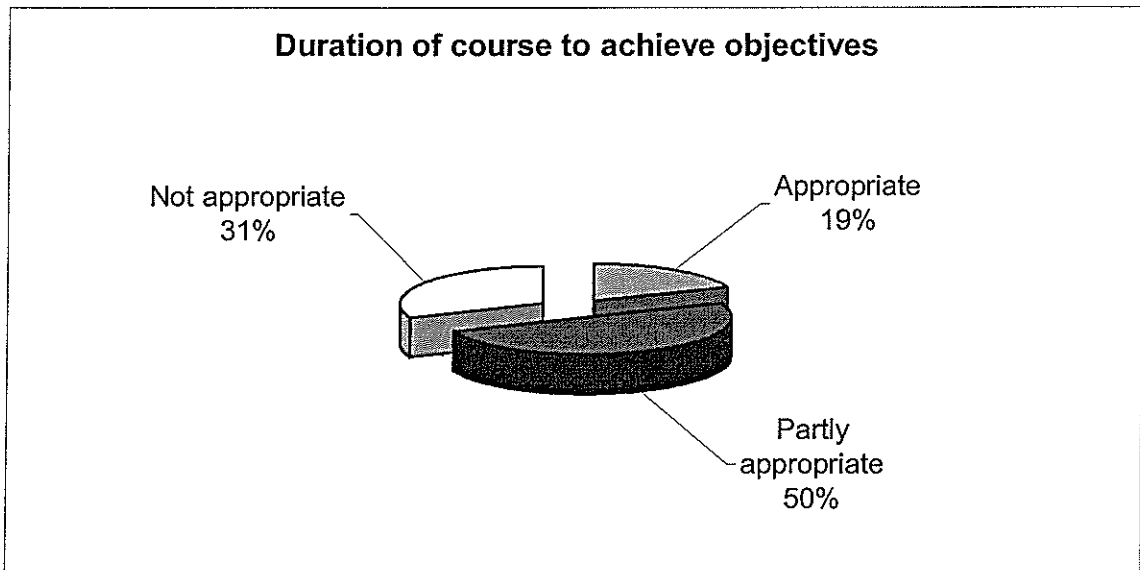 Duration of course to achieve objectives
Not appropriate
31%
Appropriate
19%
Partly
appropriate
50%